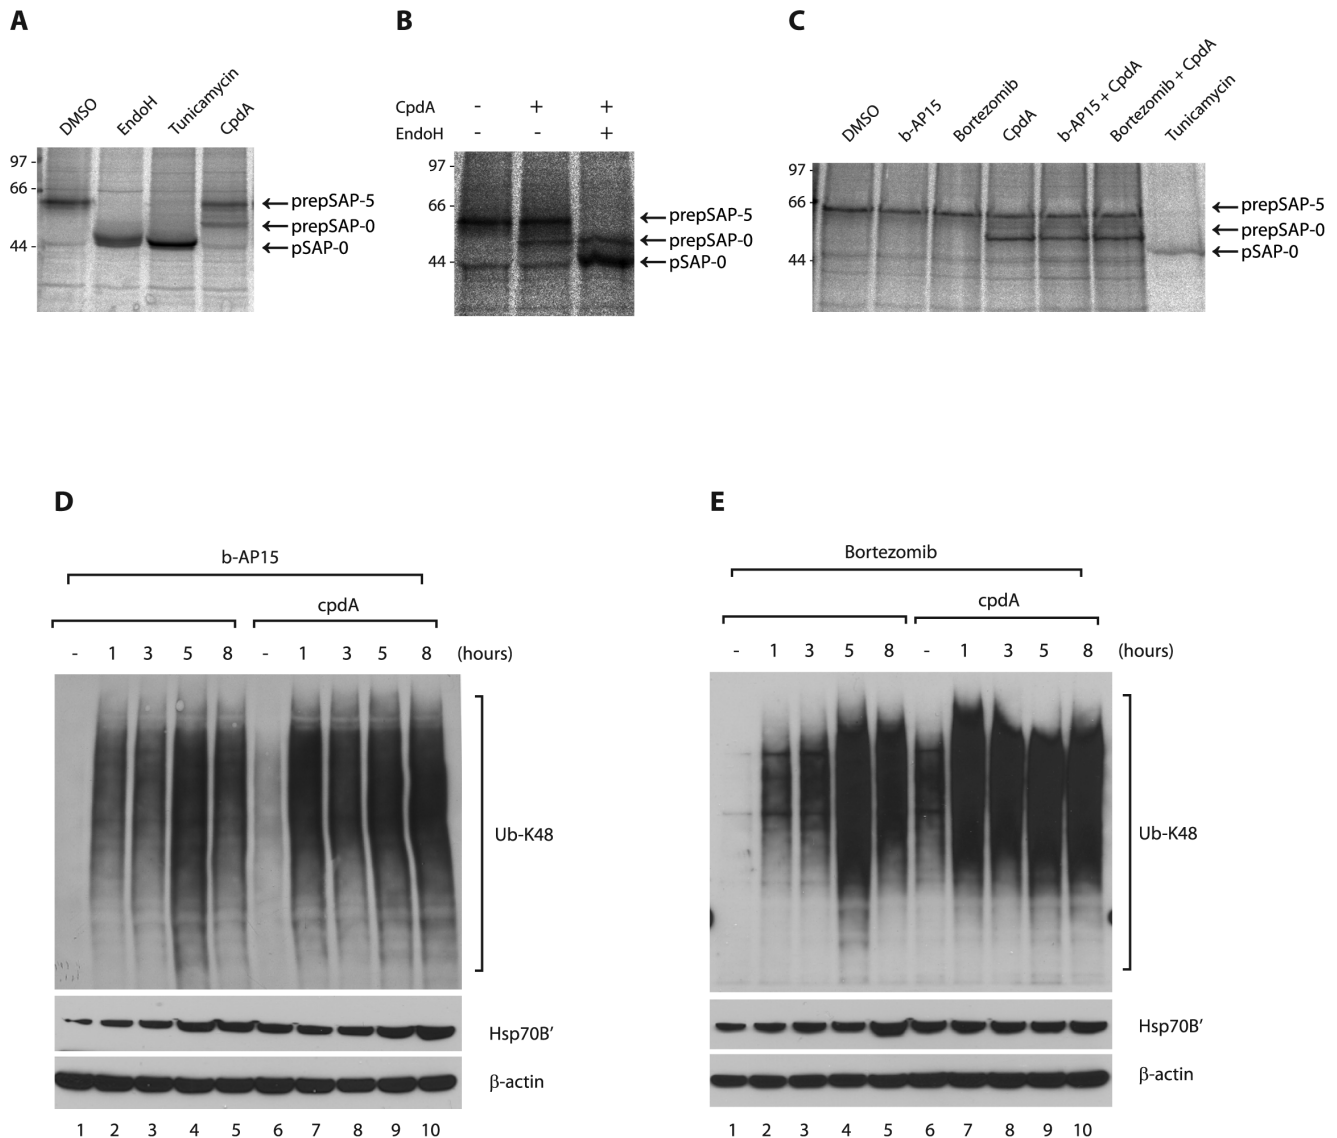 A
DMSO
EndoH
Tunicamycin
CpdA
97
66
44
prepSAP-5
prepSAP-0
pSAP-0
B
CpdA - + +
EndoH - - +
97
66
44
prepSAP-5
prepSAP-0
pSAP-0
C
DMSO
b-AP15
Bortezomib
CpdA
b-AP15 + CpdA
Bortezomib + CpdA
Tunicamycin
97
66
44
prepSAP-5
prepSAP-0
pSAP-0
D
b-AP15
cpdA
- 1 3 5 8 - 1 3 5 8 (hours)
Ub-K48
Hsp70B′
β-actin
1 2 3 4 5 6 7 8 9 10
E
Bortezomib
cpdA
- 1 3 5 8 - 1 3 5 8 (hours)
Ub-K48
Hsp70B′
β-actin
1 2 3 4 5 6 7 8 9 10